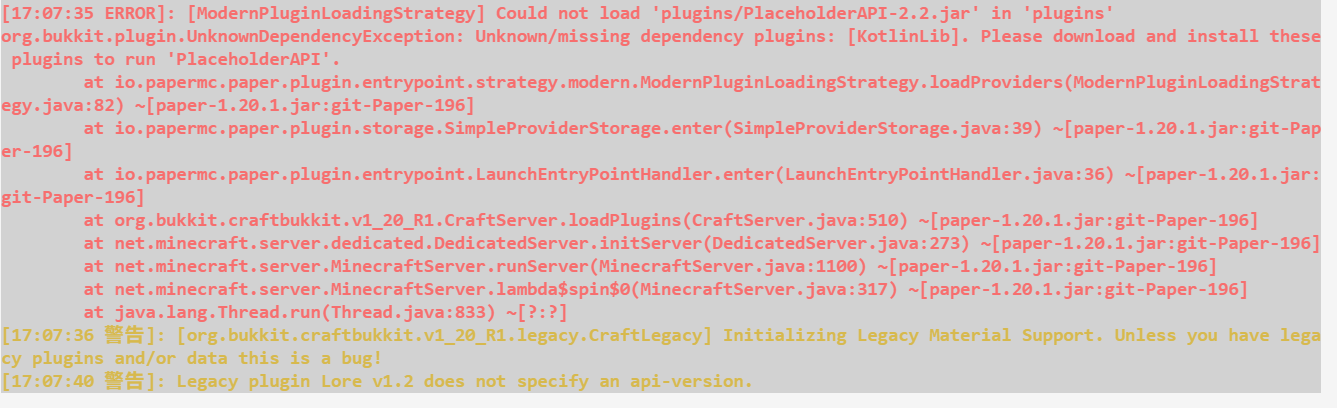 [17:07:35 ERROR]: [ModernPluginLoadingStrategy] Could not load 'plugins/PlaceholderAPI-2.2.jar' in 'plugins'
org.bukkit.plugin.UnknownDependencyException: Unknown/missing dependency plugins: [KotlinLib]. Please download and install these
 plugins to run 'PlaceholderAPI'.
        at io.papermc.paper.plugin.entrypoint.strategy.modern.ModernPluginLoadingStrategy.loadProviders(ModernPluginLoadingStrat
egy.java:82) ~[paper-1.20.1.jar:git-Paper-196]
        at io.papermc.paper.plugin.storage.SimpleProviderStorage.enter(SimpleProviderStorage.java:39) ~[paper-1.20.1.jar:git-Pap
er-196]
        at io.papermc.paper.plugin.entrypoint.LaunchEntryPointHandler.enter(LaunchEntryPointHandler.java:36) ~[paper-1.20.1.jar:
git-Paper-196]
        at org.bukkit.craftbukkit.v1_20_R1.CraftServer.loadPlugins(CraftServer.java:510) ~[paper-1.20.1.jar:git-Paper-196]
        at net.minecraft.server.dedicated.DedicatedServer.initServer(DedicatedServer.java:273) ~[paper-1.20.1.jar:git-Paper-196]
        at net.minecraft.server.MinecraftServer.runServer(MinecraftServer.java:1100) ~[paper-1.20.1.jar:git-Paper-196]
        at net.minecraft.server.MinecraftServer.lambda$spin$0(MinecraftServer.java:317) ~[paper-1.20.1.jar:git-Paper-196]
        at java.lang.Thread.run(Thread.java:833) ~[?:?]
[17:07:36 警告]: [org.bukkit.craftbukkit.v1_20_R1.legacy.CraftLegacy] Initializing Legacy Material Support. Unless you have lega
cy plugins and/or data this is a bug!
[17:07:40 警告]: Legacy plugin Lore v1.2 does not specify an api-version.